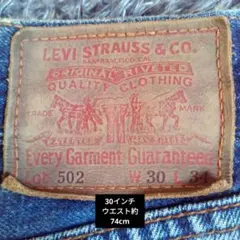 LEVI STRAUSS & CO.
ORIGINAL RIVETED
QUALITY CLOTHING
TRADE MARK
Every Garment Guaranteed
Lot 502 W 30 L 34
30インチ
ウエスト約
74cm